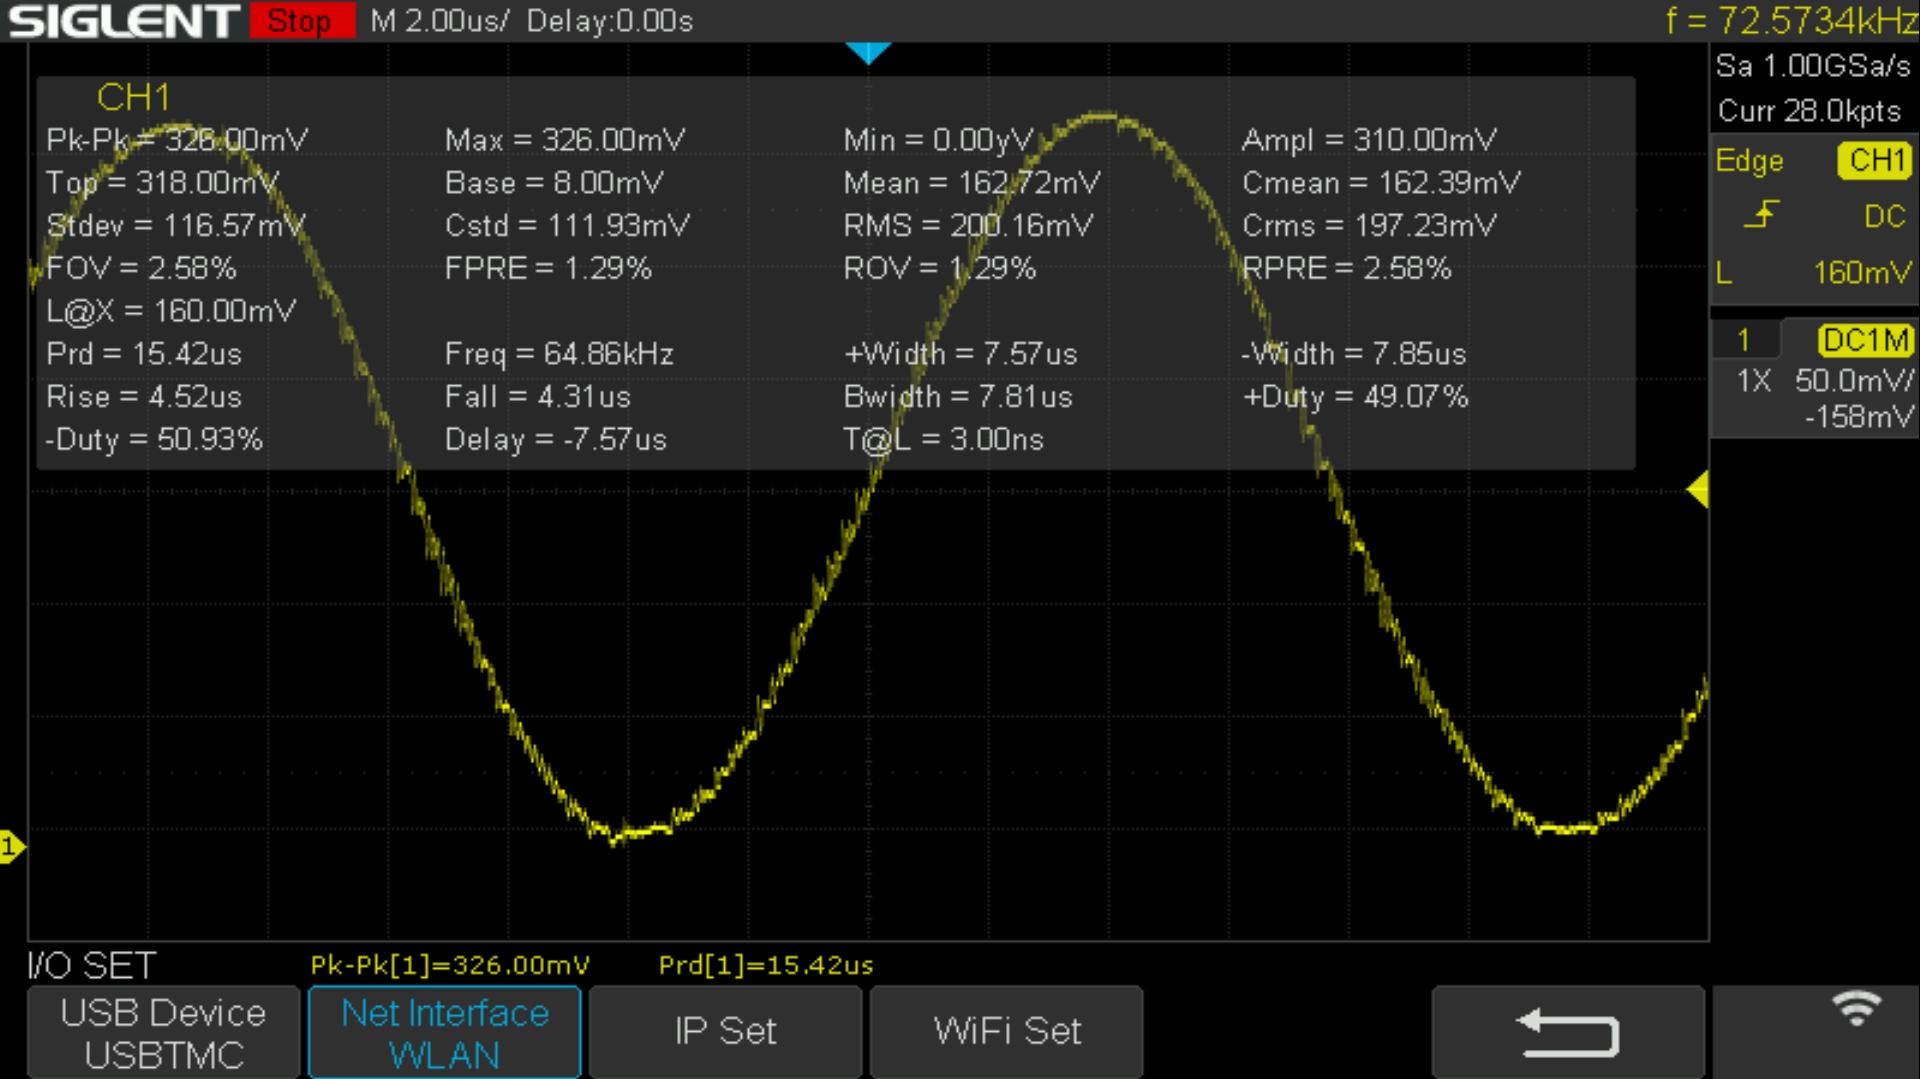 SIGLENT Stop M 2.00us/ Delay:0.00s f = 72.5734kHz
Sa 1.00GSa/s
Curr 28.0kpts
CH1
Pk-Pk = 326.00mV Max = 326.00mV Min = 0.00yV Ampl = 310.00mV
Top = 318.00mV Base = 8.00mV Mean = 162.72mV Cmean = 162.39mV
Stdev = 116.57mV Cstd = 111.93mV RMS = 200.16mV Crms = 197.23mV
FOV = 2.58% FPRE = 1.29% ROV = 1.29% RPRE = 2.58%
L@X = 160.00mV
Prd = 15.42us Freq = 64.86kHz +Width = 7.57us -Width = 7.85us
Rise = 4.52us Fall = 4.31us Bwidth = 7.81us +Duty = 49.07%
-Duty = 50.93% Delay = -7.57us T@L = 3.00ns
Edge CH1
DC
L 160mV
1 DC1M
1X 50.0mV/
-158mV
1
I/O SET Pk-Pk[1]=326.00mV Prd[1]=15.42us
USB Device
USBTMC
Net Interface
WLAN
IP Set
WiFi Set